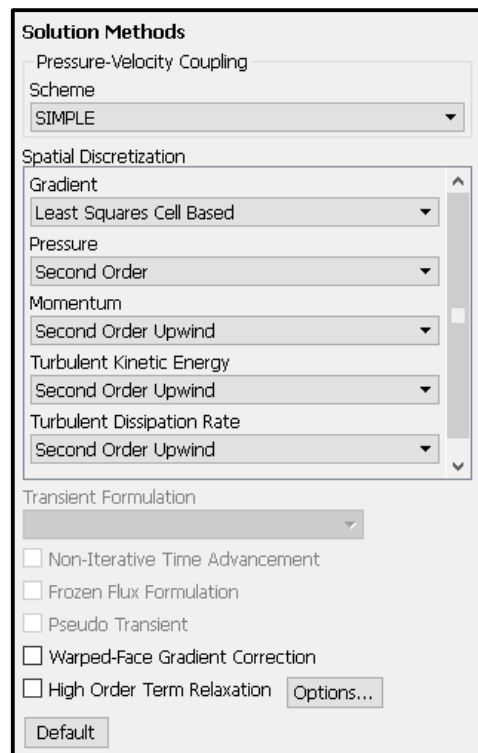 Solution Methods
Pressure-Velocity Coupling
Scheme
SIMPLE
Spatial Discretization
Gradient
Least Squares Cell Based
Pressure
Second Order
Momentum
Second Order Upwind
Turbulent Kinetic Energy
Second Order Upwind
Turbulent Dissipation Rate
Second Order Upwind
Transient Formulation
Non-Iterative Time Advancement
Frozen Flux Formulation
Pseudo Transient
Warped-Face Gradient Correction
High Order Term Relaxation Options...
Default